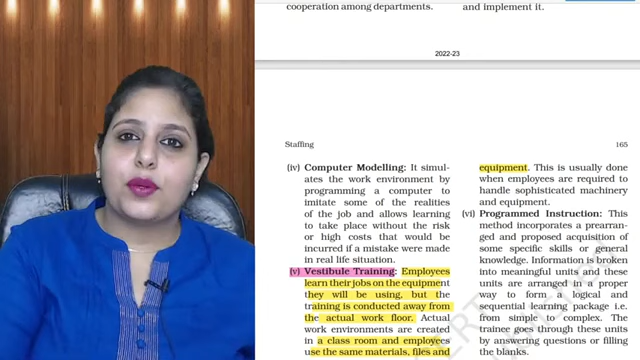 cooperation among departments.
and implement it.
2022-23
Staffing
165
(iv) Computer Modelling: It simul-
ates the work environment by
programming a computer to
imitate some of the realities
of the job and allows learning
to take place without the risk
or high costs that would be
incurred if a mistake were made
in real life situation.
(v) Vestibule Training: Employees
learn their jobs on the equipment
they will be using, but the
training is conducted away from
the actual work floor. Actual
work environments are created
in a class room and employees
use the same materials, files and
equipment. This is usually done
when employees are required to
handle sophisticated machinery
and equipment.
(vi) Programmed Instruction: This
method incorporates a prearran-
ged and proposed acquisition of
some specific skills or general
knowledge. Information is broken
into meaningful units and these
units are arranged in a proper
way to form a logical and
sequential learning package i.e.
from simple to complex. The
trainee goes through these units
by answering questions or filling
the blanks.